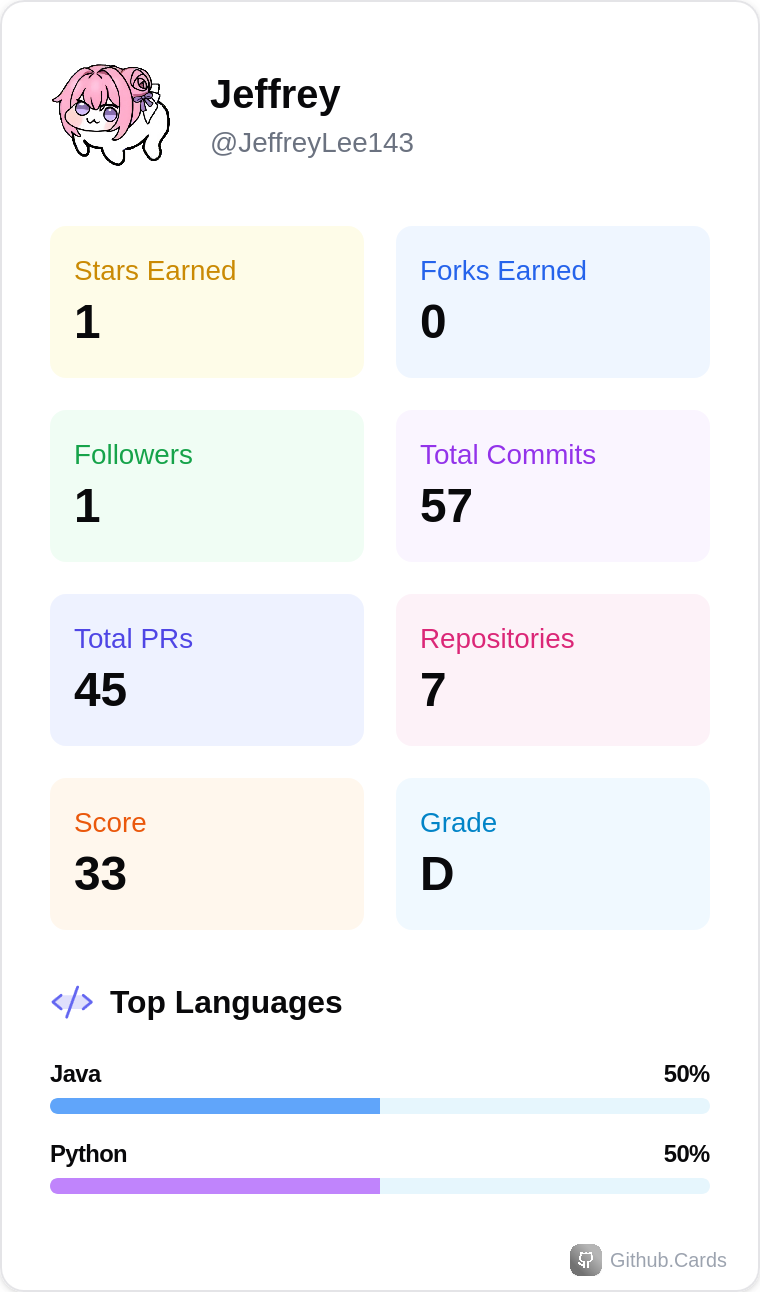 Jeffrey
@JeffreyLee143
Stars Earned
1
Forks Earned
0
Followers
1
Total Commits
57
Total PRs
45
Repositories
7
Score
33
Grade
D
</> Top Languages
Java 50%
Python 50%
Github.Cards